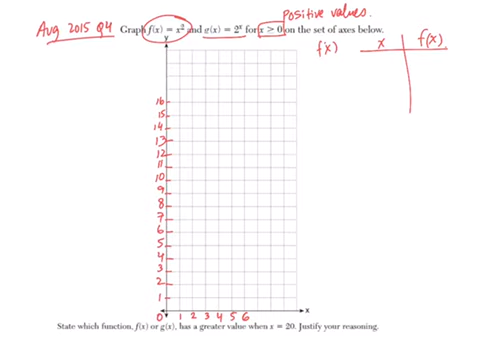 positive values.
Aug 2015 Q4 Graph f(x) = x² and g(x) = 2ˣ for x ≥ 0 on the set of axes below.
f(x) x f(x)
y
16
15
14
13
12
11
10
9
8
7
6
5
4
3
2
1
0 1 2 3 4 5 6 x
State which function, f(x) or g(x), has a greater value when x = 20. Justify your reasoning.